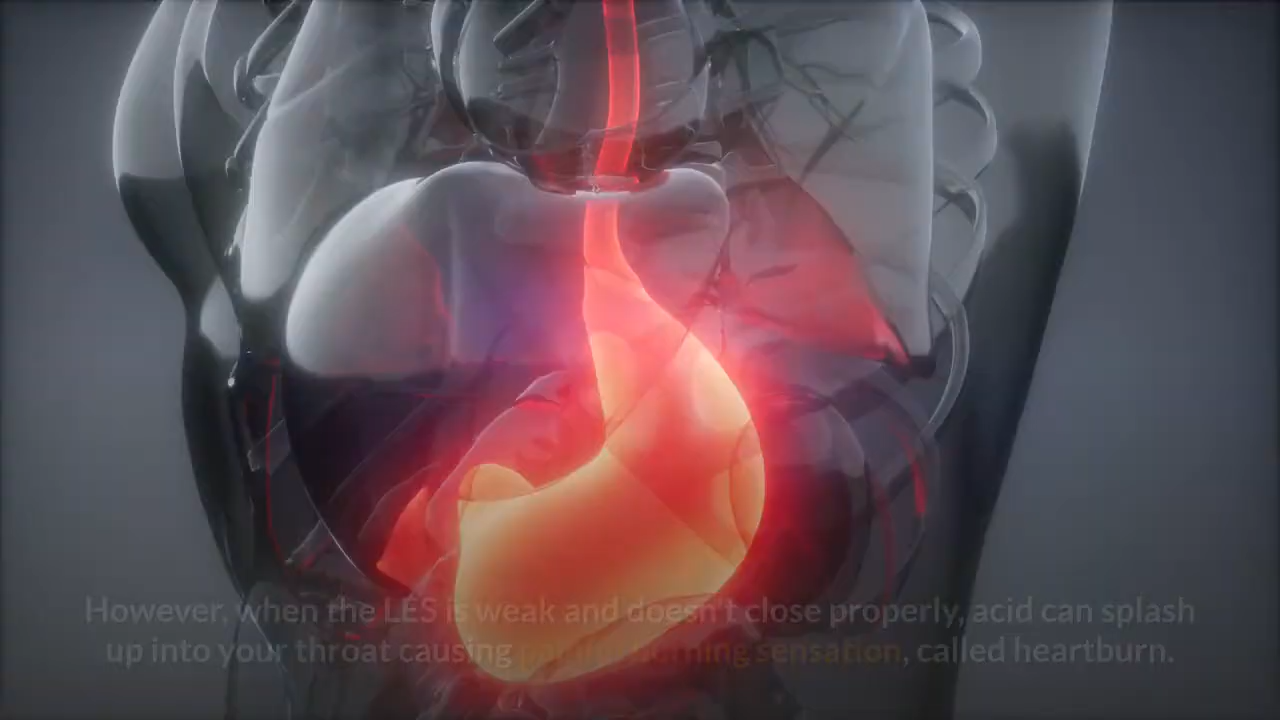 However, when the LES is weak and doesn't close properly, acid can splash
up into your throat causing burning sensation, called heartburn.